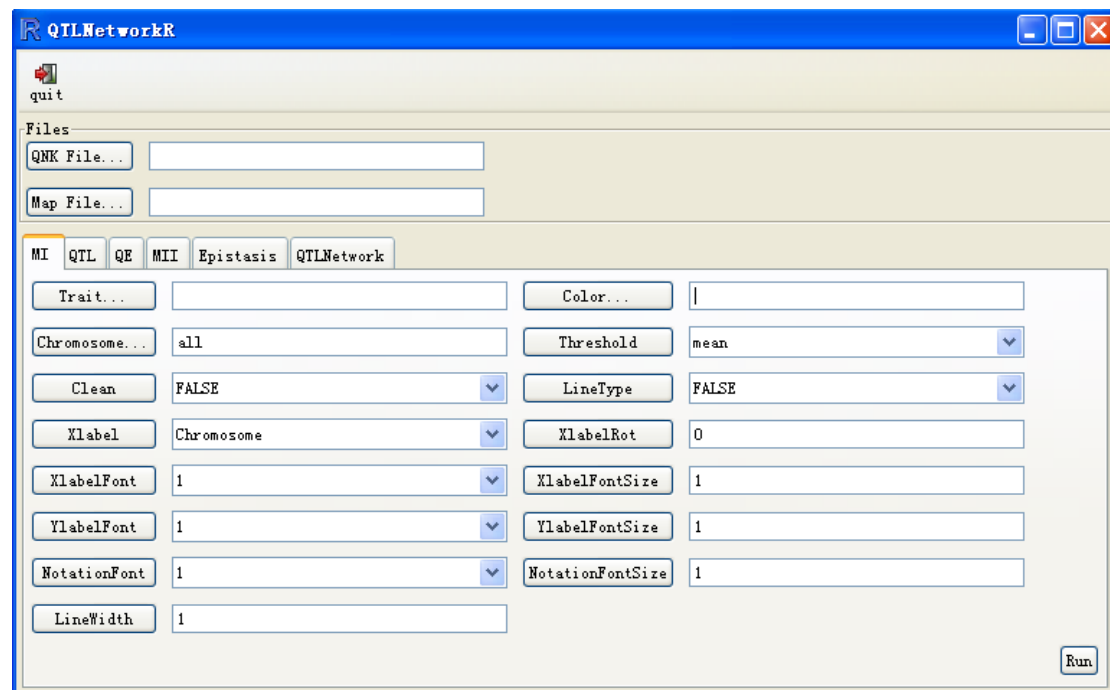 QTLNetworkR
quit
Files
QNK File...
Map File...
MI QTL QE MII Epistasis QTLNetwork
Trait... Color...
Chromosome... all Threshold mean
Clean FALSE LineType FALSE
Xlabel Chromosome XlabelRot 0
XlabelFont 1 XlabelFontSize 1
YlabelFont 1 YlabelFontSize 1
NotationFont 1 NotationFontSize 1
LineWidth 1
Run